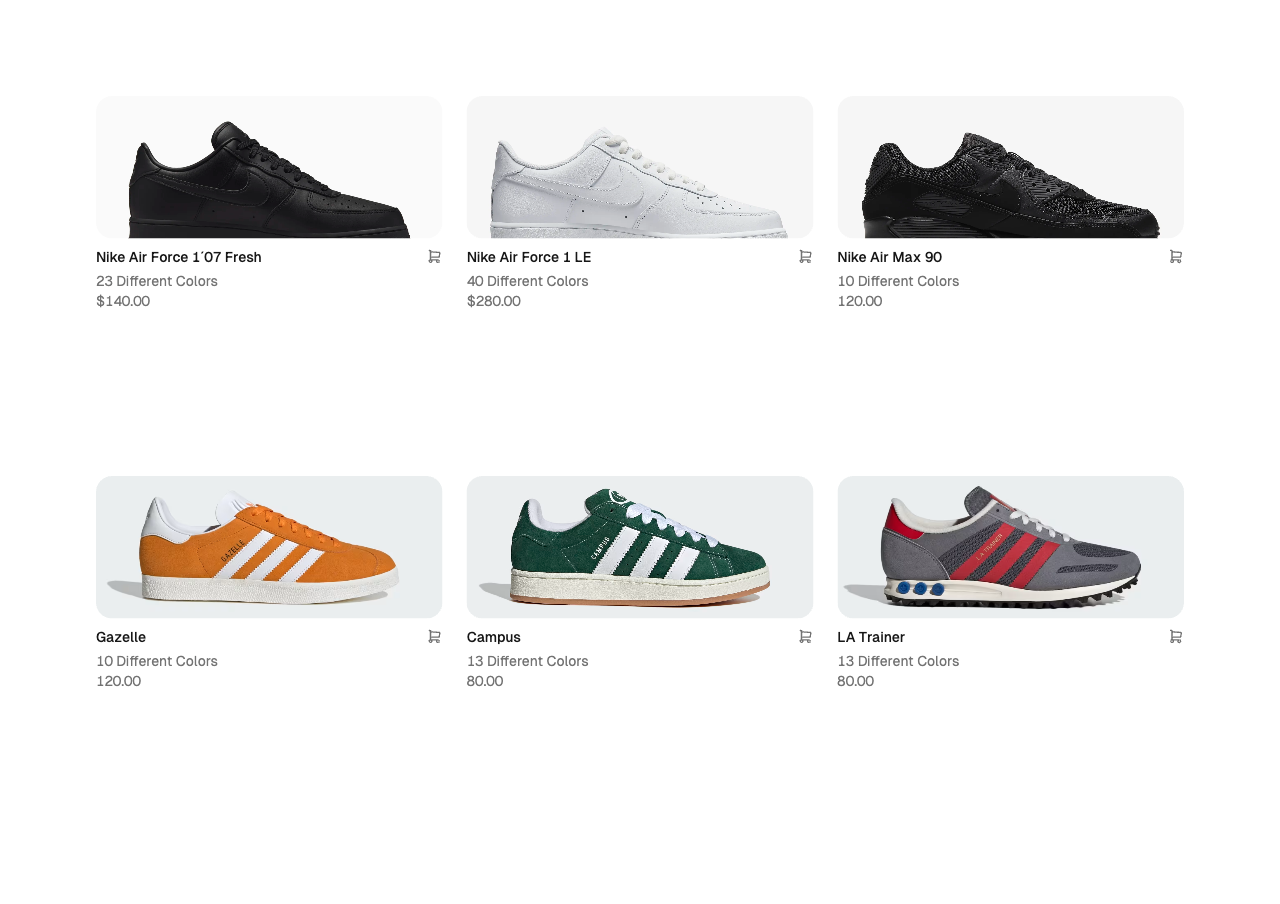 Nike Air Force 1´07 Fresh
23 Different Colors
$140.00
Nike Air Force 1 LE
40 Different Colors
$280.00
Nike Air Max 90
10 Different Colors
120.00
GAZELLE
Gazelle
10 Different Colors
120.00
CAMPUS
Campus
13 Different Colors
80.00
LA TRAINER
LA Trainer
13 Different Colors
80.00